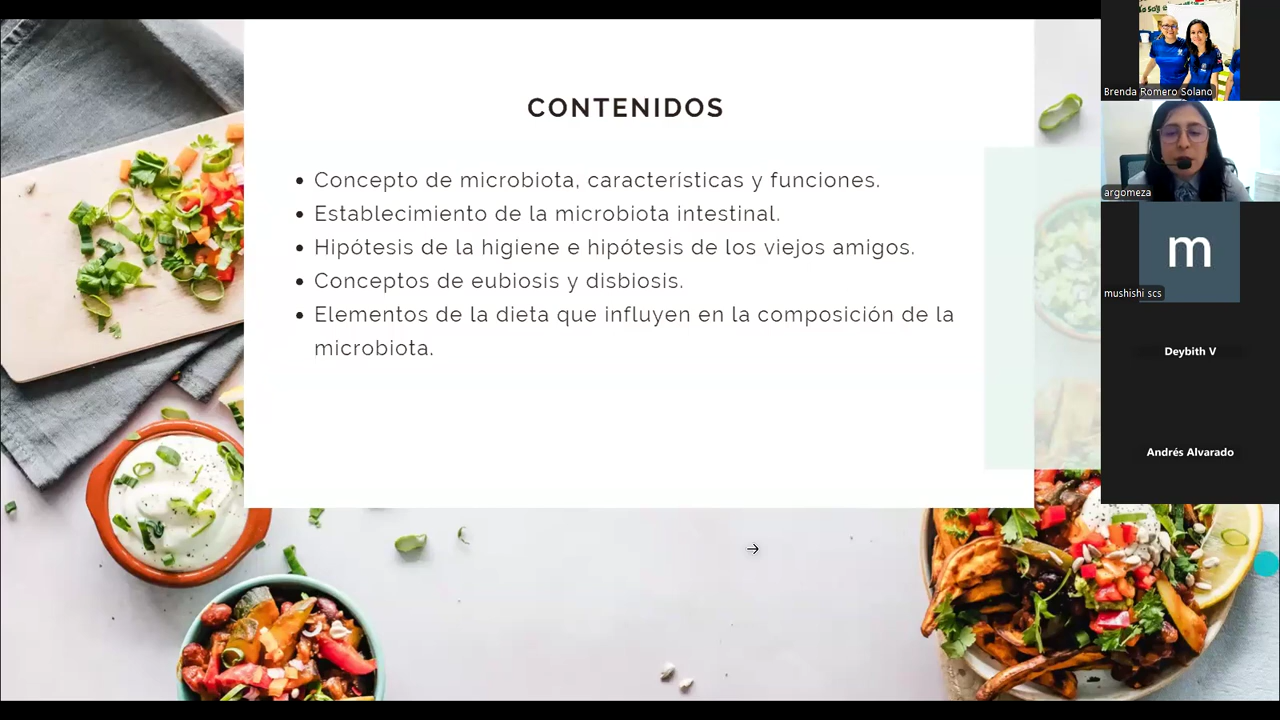 CONTENIDOS
• Concepto de microbiota, características y funciones.
• Establecimiento de la microbiota intestinal.
• Hipótesis de la higiene e hipótesis de los viejos amigos.
• Conceptos de eubiosis y disbiosis.
• Elementos de la dieta que influyen en la composición de la
microbiota.
Brenda Romero Solano
argomeza
m
mushishi scs
Deybith V
Andrés Alvarado